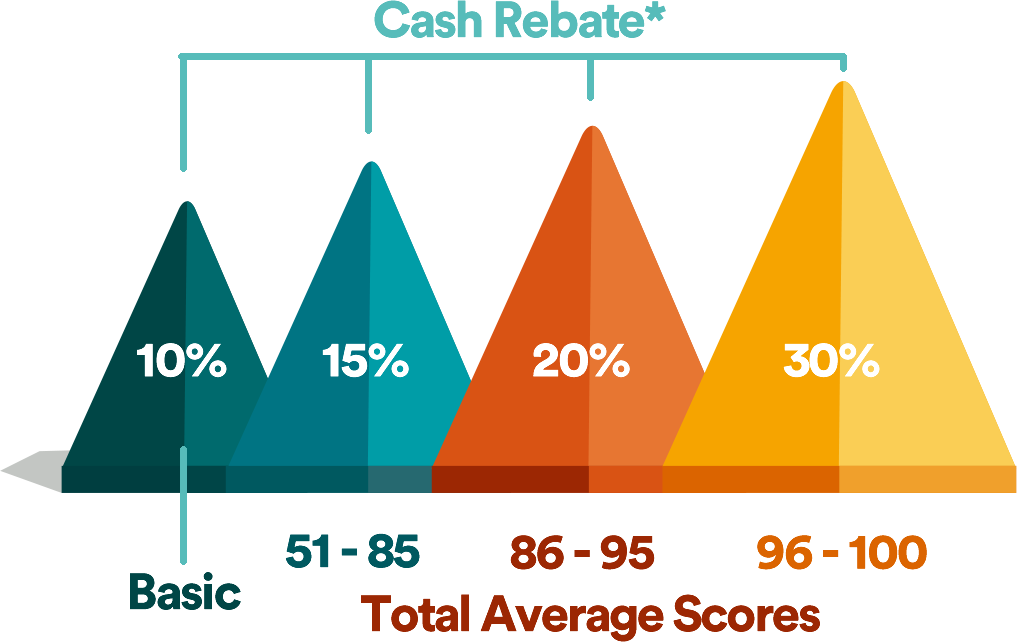 Cash Rebate*
10% 15% 20% 30%
51 - 85 86 - 95 96 - 100
Basic
Total Average Scores